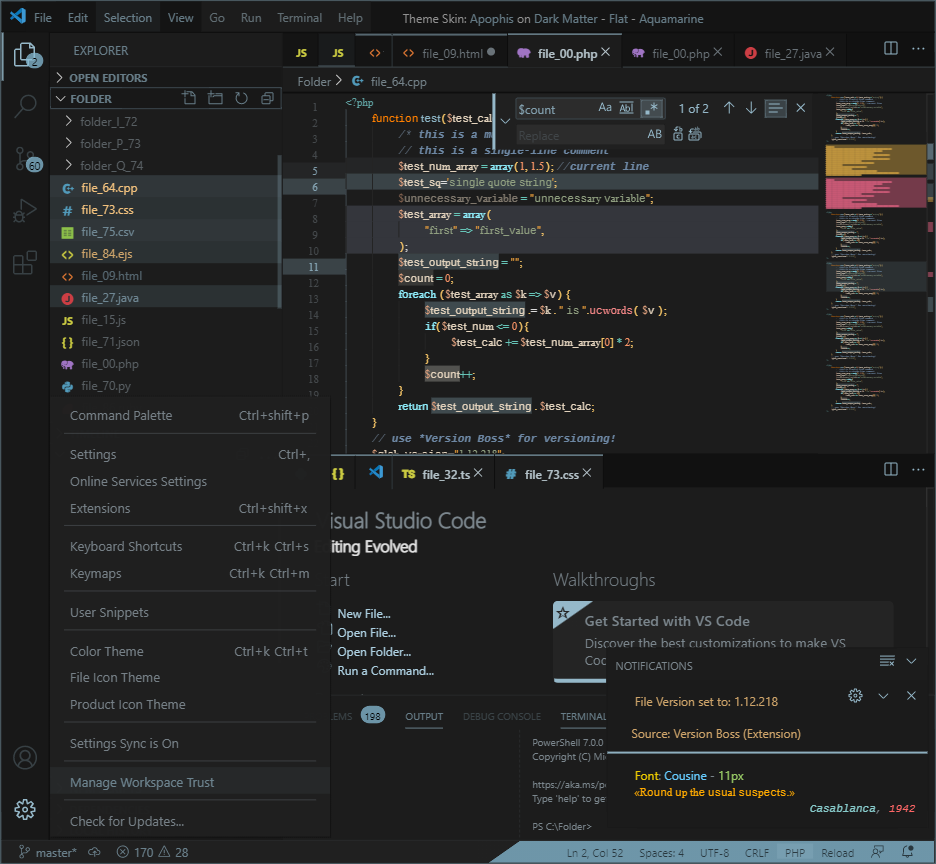 File Edit Selection View Go Run Terminal Help Theme Skin: Apophis on Dark Matter - Flat - Aquamarine
2
EXPLORER
JS JS <> <> file_09.html file_00.php file_00.php J file_27.java
OPEN EDITORS
Folder > file_64.cpp
FOLDER
folder_I_72
folder_P_73
folder_Q_74
60
file_64.cpp
# file_73.css
file_75.csv
<> file_84.ejs
<> file_09.html
J file_27.java
JS file_15.js
{} file_71.json
file_00.php
file_70.py
$count Aa Abl .* 1 of 2
Replace AB
1 <?php
2 function test($test_calc
3 /* this is a m
4 // this is a single-line comment
5 $test_num_array = array(1, 1.5); //current line
6 $test_sq='single quote string';
7 $unnecessary_variable = "unnecessary variable";
8 $test_array = array(
9 "first" => "first_value",
10 );
11 $test_output_string = "";
12 $count = 0;
13 foreach ($test_array as $k => $v) {
14 $test_output_string .= $k . " is ".ucwords( $v );
15 if($test_num <= 0){
16 $test_calc += $test_num_array[0] * 2;
17 }
18 $count++;
}
return $test_output_string . $test_calc;
}
// use *Version Boss* for versioning!
$glob_version="1.12.218";
Command Palette Ctrl+shift+p
Settings Ctrl+,
Online Services Settings
Extensions Ctrl+shift+x
Keyboard Shortcuts Ctrl+k Ctrl+s
Keymaps Ctrl+k Ctrl+m
User Snippets
Color Theme Ctrl+k Ctrl+t
File Icon Theme
Product Icon Theme
Settings Sync is On
Manage Workspace Trust
Check for Updates...
{} TS file_32.ts # file_73.css
isual Studio Code
iting Evolved
art
New File...
Open File...
Open Folder...
Run a Command...
Walkthroughs
Get Started with VS Code
Discover the best customizations to make VS
Coc
LEMS 198 OUTPUT DEBUG CONSOLE TERMINAL
PowerShell 7.0.0
Copyright (C) Mi
https://aka.ms/p
Type 'help' to ge
PS C:\Folder>
NOTIFICATIONS
File Version set to: 1.12.218
Source: Version Boss (Extension)
Font: Cousine - 11px
«Round up the usual suspects.»
Casablanca, 1942
master* 170 28 Ln 2, Col 52 Spaces: 4 UTF-8 CRLF PHP Reload